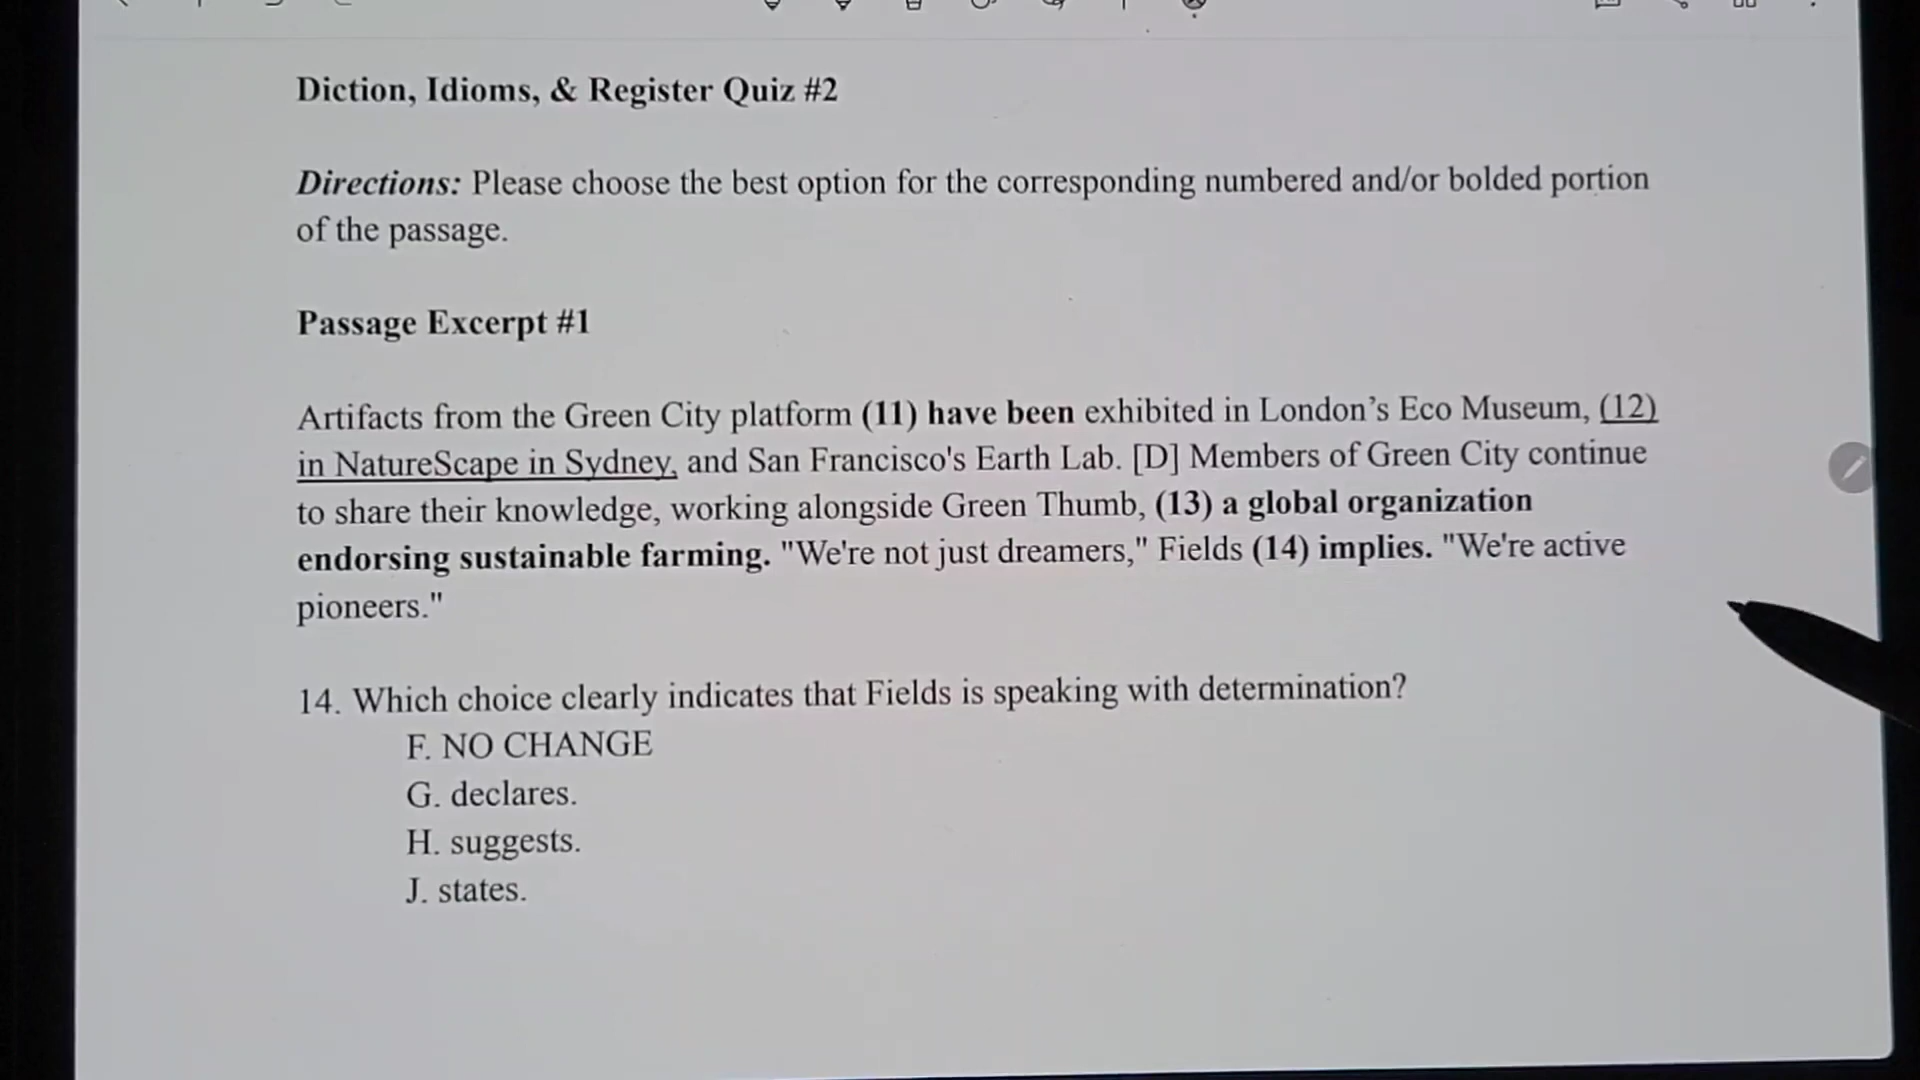 Diction, Idioms, & Register Quiz #2
Directions: Please choose the best option for the corresponding numbered and/or bolded portion
of the passage.
Passage Excerpt #1
Artifacts from the Green City platform (11) have been exhibited in London’s Eco Museum, (12)
in NatureScape in Sydney, and San Francisco's Earth Lab. [D] Members of Green City continue
to share their knowledge, working alongside Green Thumb, (13) a global organization
endorsing sustainable farming. "We're not just dreamers," Fields (14) implies. "We're active
pioneers."
14. Which choice clearly indicates that Fields is speaking with determination?
F. NO CHANGE
G. declares.
H. suggests.
J. states.